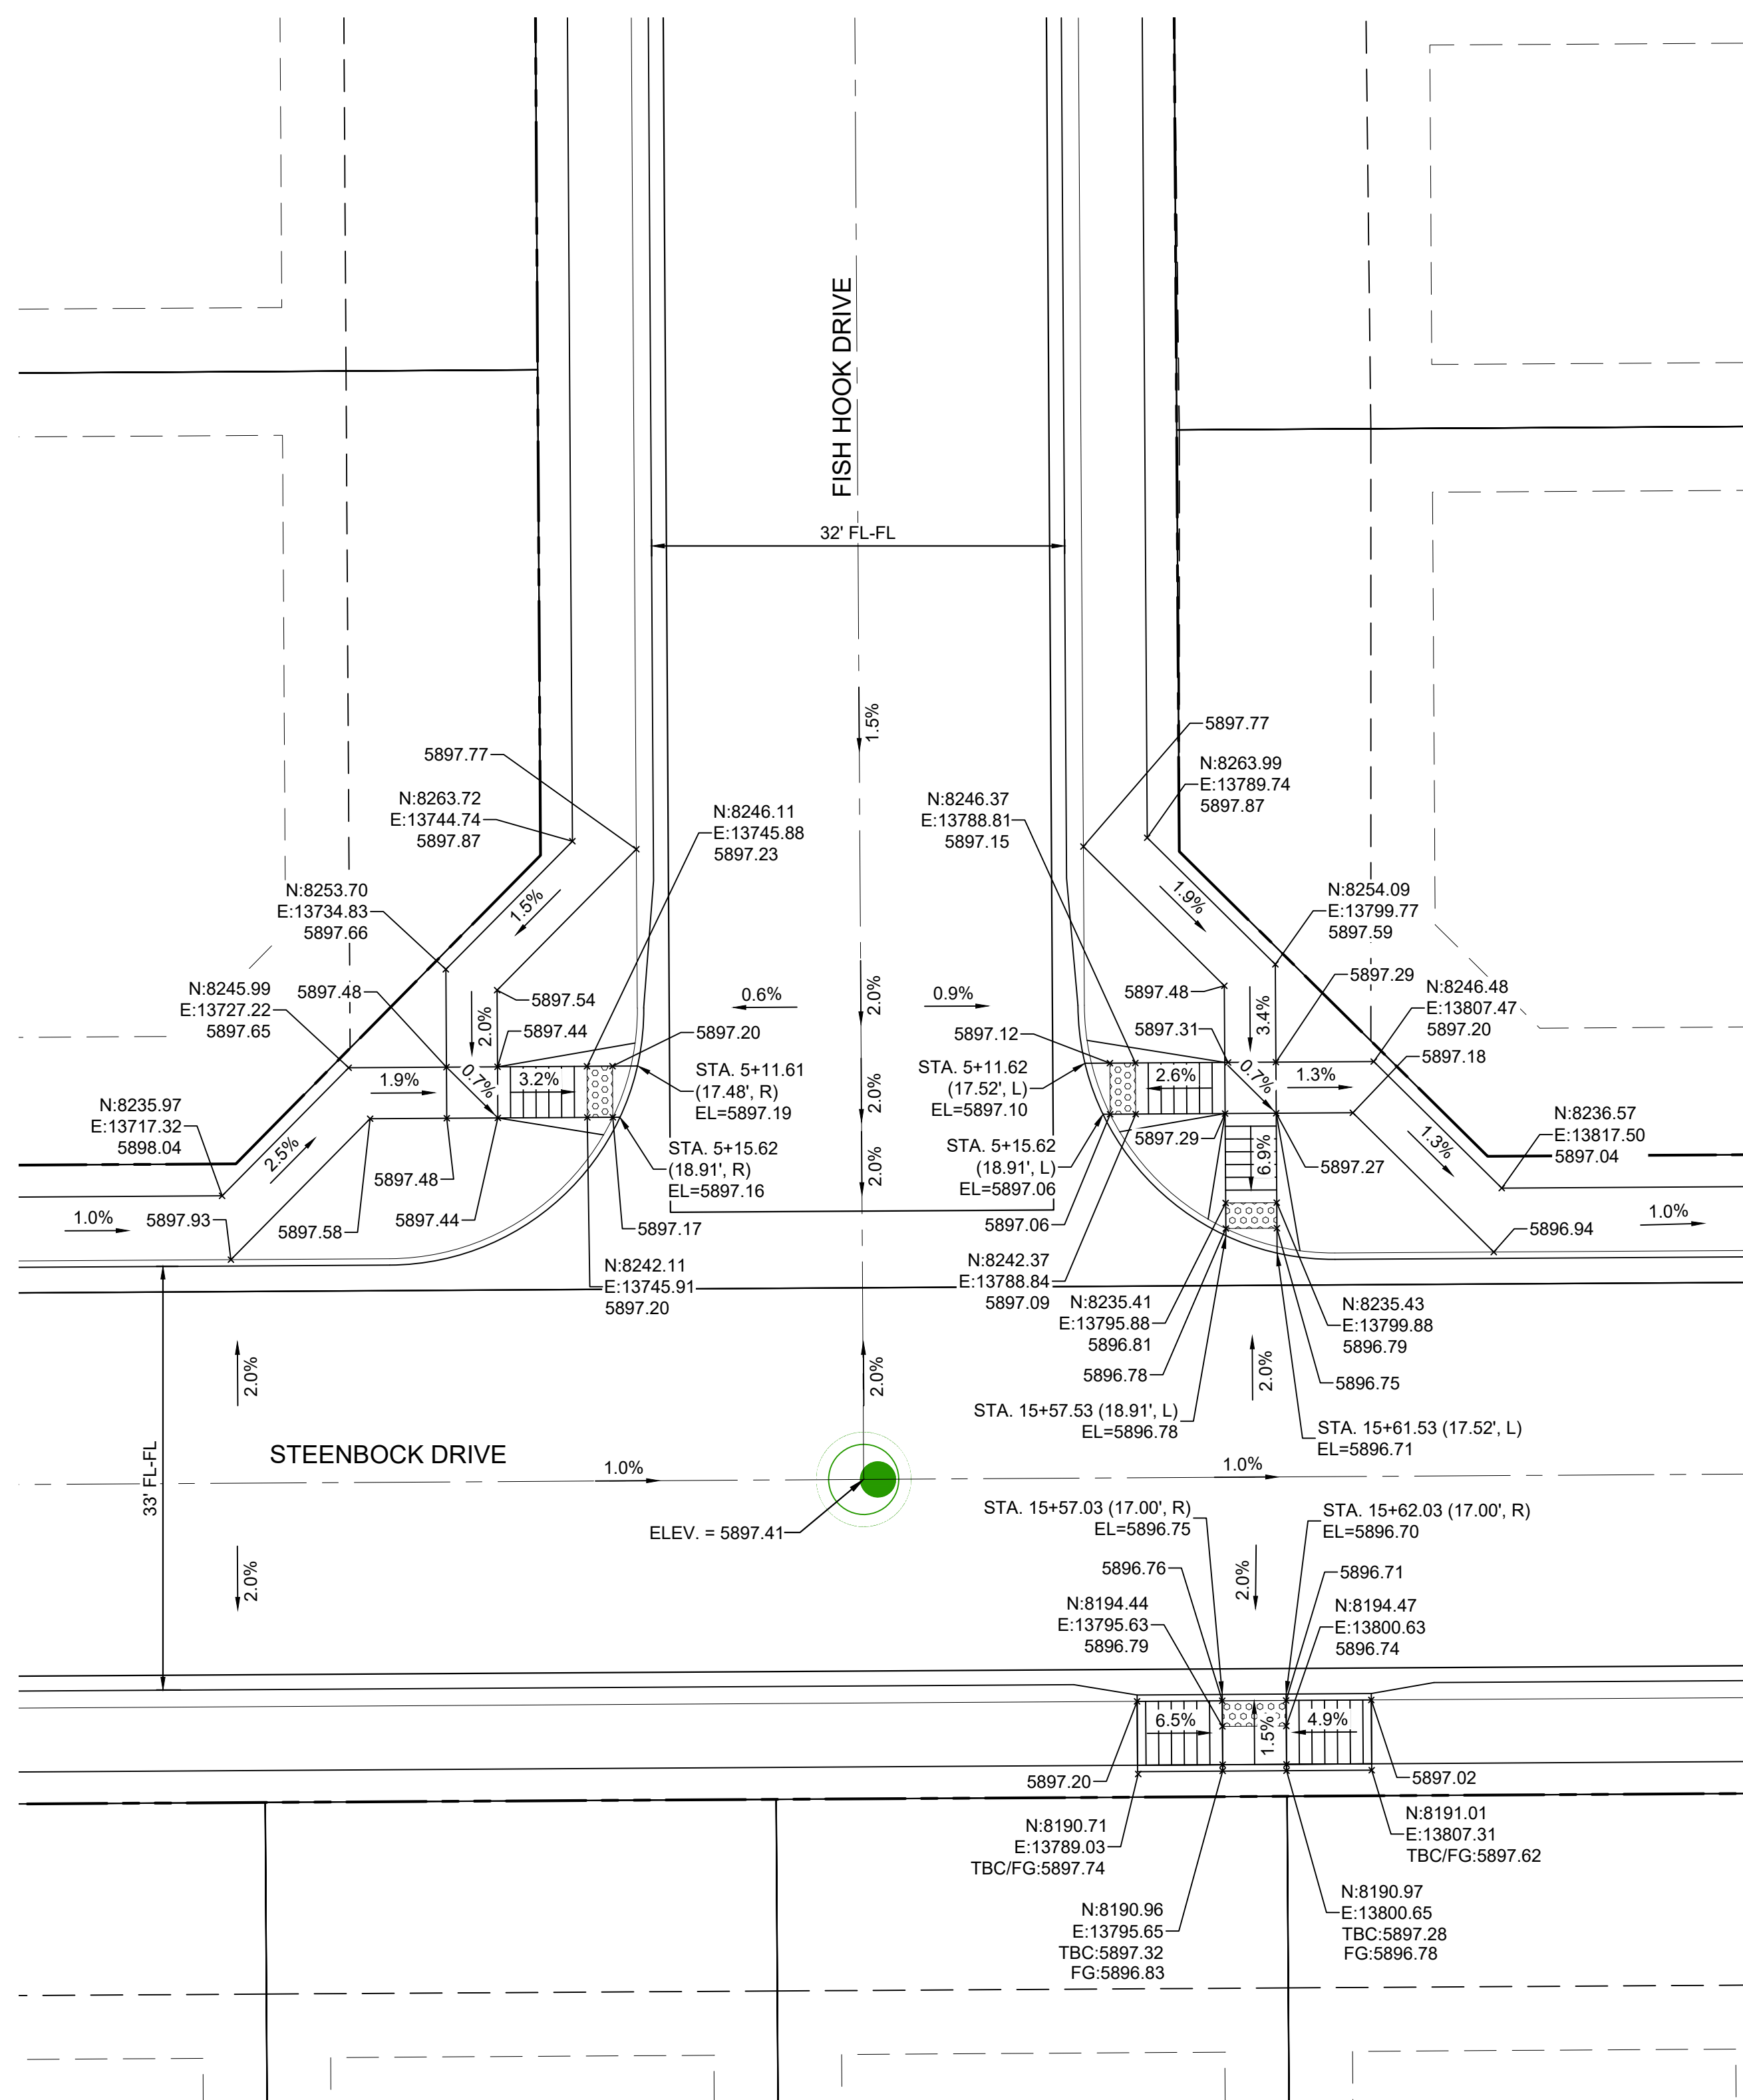 FISH HOOK DRIVE
32' FL-FL
1.5%
5897.77
N:8263.72
E:13744.74
5897.87
N:8246.11
E:13745.88
5897.23
N:8246.37
E:13788.81
5897.15
5897.77
N:8263.99
E:13789.74
5897.87
N:8253.70
E:13734.83
5897.66
1.5%
1.9%
N:8254.09
E:13799.77
5897.59
N:8245.99
E:13727.22
5897.65
5897.48
5897.54
5897.44
2.0%
0.6%
2.0%
0.9%
5897.48
5897.31
3.4%
5897.29
N:8246.48
E:13807.47
5897.20
5897.20
5897.12
5897.18
1.9%
0.7%
3.2%
STA. 5+11.61
(17.48', R)
EL=5897.19
2.0%
STA. 5+11.62
(17.52', L)
EL=5897.10
2.6%
0.7%
1.3%
N:8235.97
E:13717.32
5898.04
2.5%
STA. 5+15.62
(18.91', R)
EL=5897.16
2.0%
STA. 5+15.62
(18.91', L)
EL=5897.06
5897.29
6.9%
5897.27
1.3%
N:8236.57
E:13817.50
5897.04
1.0%
5897.93
5897.58
5897.48
5897.44
5897.17
5897.06
5896.94
1.0%
N:8242.11
E:13745.91
5897.20
N:8242.37
E:13788.84
5897.09
N:8235.41
E:13795.88
5896.81
N:8235.43
E:13799.88
5896.79
5896.78
5896.75
2.0%
2.0%
2.0%
STA. 15+57.53 (18.91', L)
EL=5896.78
STA. 15+61.53 (17.52', L)
EL=5896.71
STEENBOCK DRIVE
33' FL-FL
1.0%
1.0%
ELEV. = 5897.41
STA. 15+57.03 (17.00', R)
EL=5896.75
STA. 15+62.03 (17.00', R)
EL=5896.70
2.0%
2.0%
5896.76
5896.71
N:8194.44
E:13795.63
5896.79
N:8194.47
E:13800.63
5896.74
6.5%
1.5%
4.9%
5897.20
5897.02
N:8190.71
E:13789.03
TBC/FG:5897.74
N:8191.01
E:13807.31
TBC/FG:5897.62
N:8190.96
E:13795.65
TBC:5897.32
FG:5896.83
N:8190.97
E:13800.65
TBC:5897.28
FG:5896.78